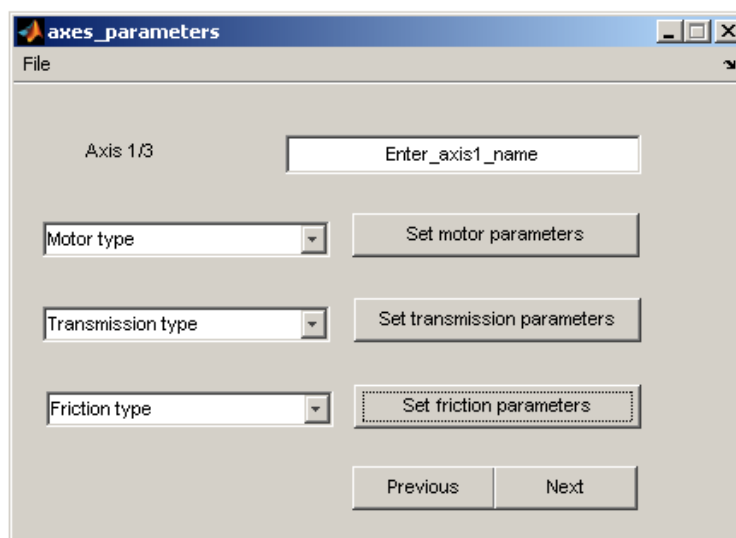 axes_parameters
File
Axis 1/3
Enter_axis1_name
Motor type
Set motor parameters
Transmission type
Set transmission parameters
Friction type
Set friction parameters
Previous
Next